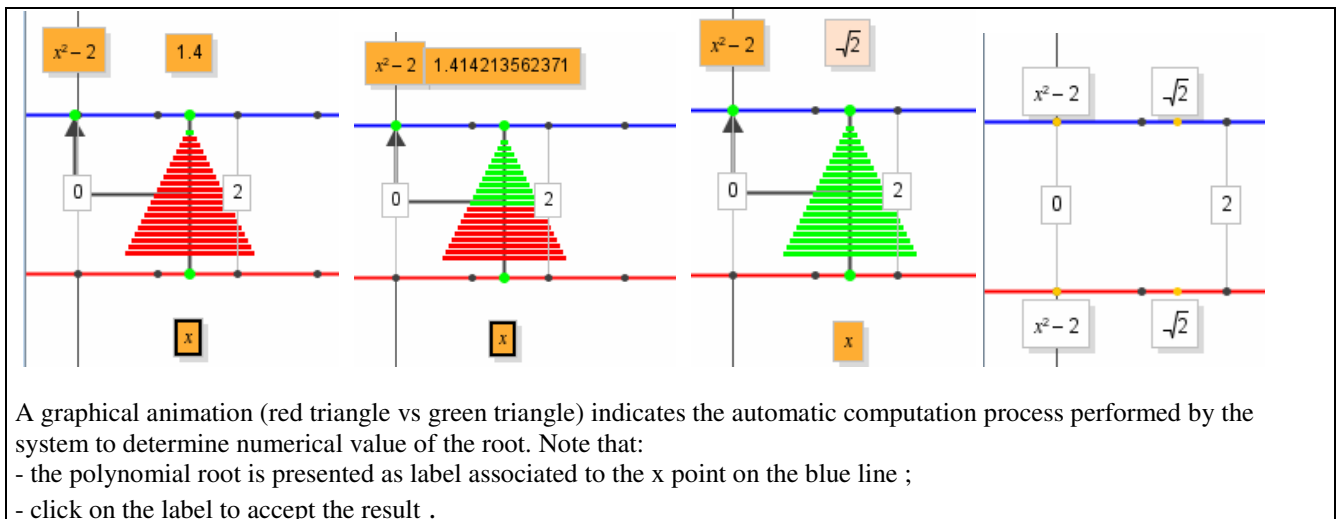 x² – 2 1.4
0 2
x
x² – 2 1.414213562371
0 2
x
x² – 2 √2
0 2
x
x² – 2 √2
0 2
x² – 2 √2
A graphical animation (red triangle vs green triangle) indicates the automatic computation process performed by the
system to determine numerical value of the root. Note that:
- the polynomial root is presented as label associated to the x point on the blue line ;
- click on the label to accept the result .